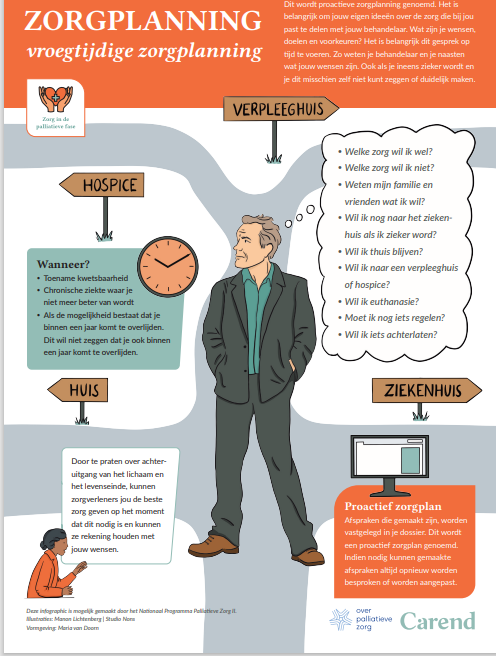 ZORGPLANNING
vroegtijdige zorgplanning
Dit wordt proactieve zorgplanning genoemd. Het is
belangrijk om jouw eigen ideeën over de zorg die bij jou
past te delen met jouw behandelaar. Wat zijn je wensen,
doelen en voorkeuren? Het is belangrijk dit gesprek op
tijd te voeren. Zo weten je behandelaar en je naasten
wat jouw wensen zijn. Ook als je ineens zieker wordt en
je dit misschien zelf niet kunt zeggen of duidelijk maken.
Zorg in de
palliatieve fase
VERPLEEGHUIS
HOSPICE
• Welke zorg wil ik wel?
• Welke zorg wil ik niet?
• Weten mijn familie en
vrienden wat ik wil?
• Wil ik nog naar het zieken-
huis als ik zieker word?
• Wil ik thuis blijven?
• Wil ik naar een verpleeghuis
of hospice?
• Wil ik euthanasie?
• Moet ik nog iets regelen?
• Wil ik iets achterlaten?
Wanneer?
• Toename kwetsbaarheid
• Chronische ziekte waar je
niet meer beter van wordt
• Als de mogelijkheid bestaat dat je
binnen een jaar komt te overlijden.
Dit wil niet zeggen dat je ook binnen
een jaar komt te overlijden.
HUIS
ZIEKENHUIS
Door te praten over achter-
uitgang van het lichaam en
het levenseinde, kunnen
zorgverleners jou de beste
zorg geven op het moment
dat dit nodig is en kunnen
ze rekening houden met
jouw wensen.
Proactief zorgplan
Afspraken die gemaakt zijn, worden
vastgelegd in je dossier. Dit wordt
een proactief zorgplan genoemd.
Indien nodig kunnen gemaakte
afspraken altijd opnieuw worden
besproken of worden aangepast.
Deze infographic is mogelijk gemaakt door het Nationaal Programma Palliatieve Zorg II.
Illustraties: Manon Lichtenberg | Studio Nons
Vormgeving: Maria van Doorn
over
palliatieve
zorg
Carend